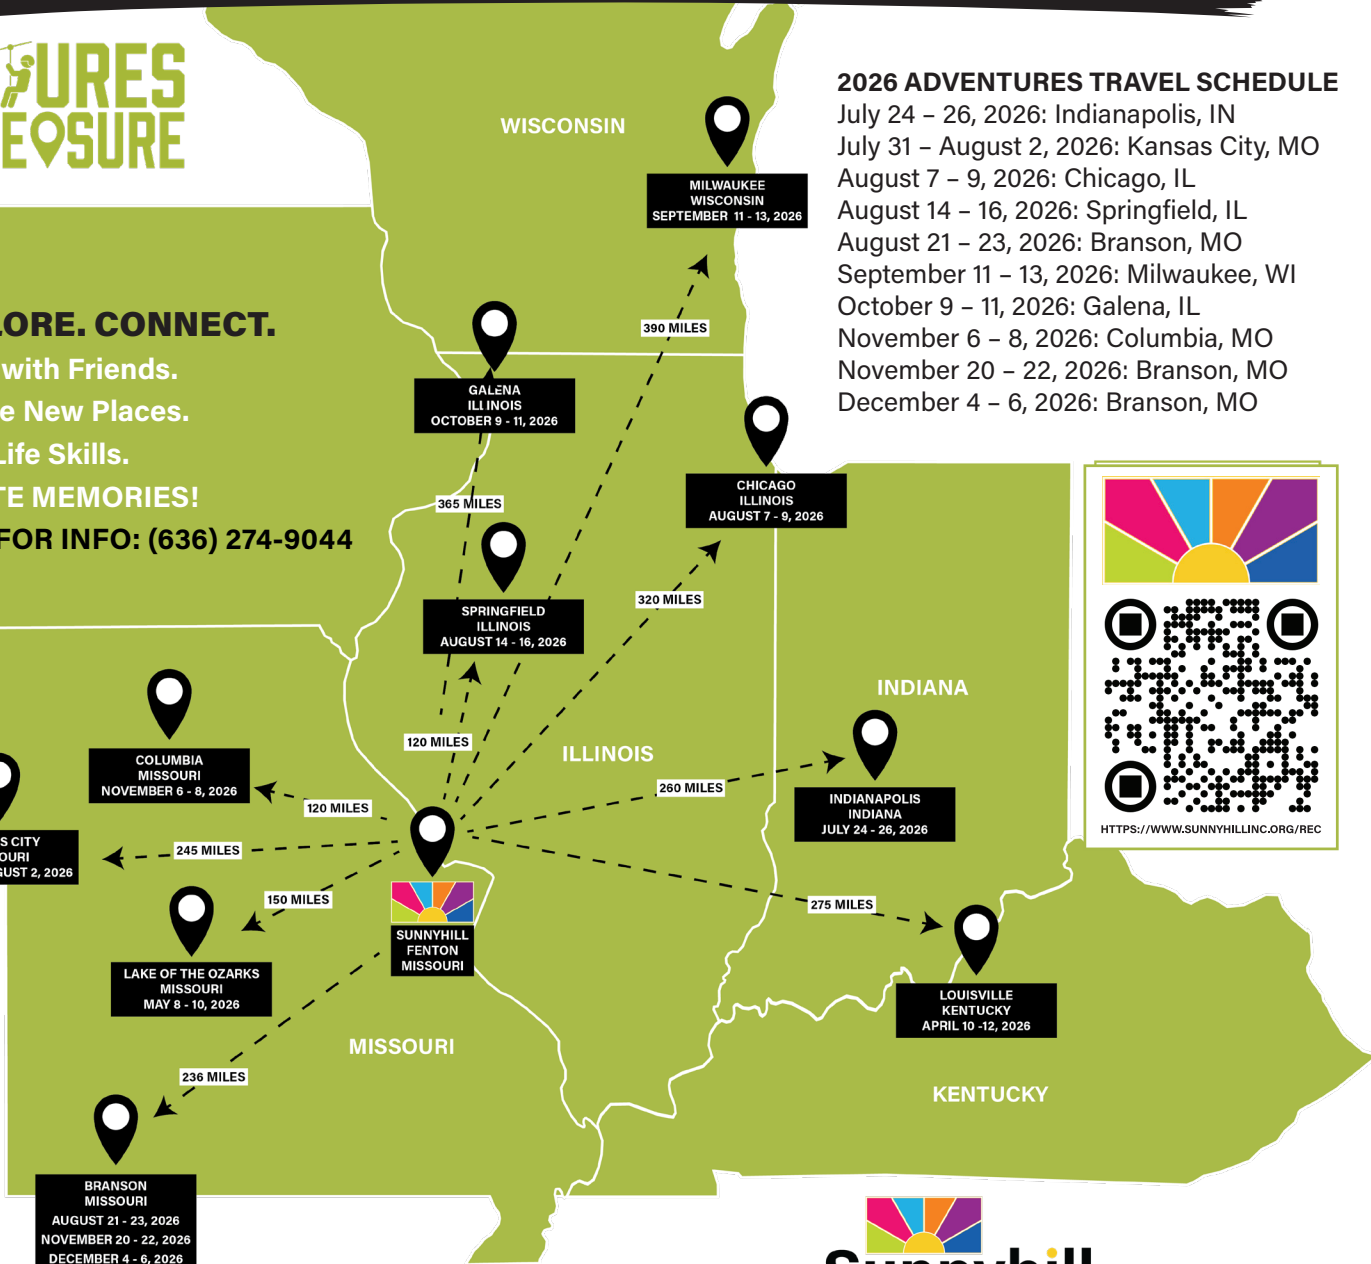 URES
E SURE
2026 ADVENTURES TRAVEL SCHEDULE
July 24 – 26, 2026: Indianapolis, IN
July 31 – August 2, 2026: Kansas City, MO
August 7 – 9, 2026: Chicago, IL
August 14 – 16, 2026: Springfield, IL
August 21 – 23, 2026: Branson, MO
September 11 – 13, 2026: Milwaukee, WI
October 9 – 11, 2026: Galena, IL
November 6 – 8, 2026: Columbia, MO
November 20 – 22, 2026: Branson, MO
December 4 – 6, 2026: Branson, MO
WISCONSIN
MILWAUKEE
WISCONSIN
SEPTEMBER 11 - 13, 2026
LORE. CONNECT.
with Friends.
e New Places.
Life Skills.
TE MEMORIES!
FOR INFO: (636) 274-9044
390 MILES
GALENA
ILLINOIS
OCTOBER 9 - 11, 2026
365 MILES
CHICAGO
ILLINOIS
AUGUST 7 - 9, 2026
SPRINGFIELD
ILLINOIS
AUGUST 14 - 16, 2026
320 MILES
INDIANA
ILLINOIS
120 MILES
COLUMBIA
MISSOURI
NOVEMBER 6 - 8, 2026
120 MILES
260 MILES
INDIANAPOLIS
INDIANA
JULY 24 - 26, 2026
HTTPS://WWW.SUNNYHILLINC.ORG/REC
S CITY
OURI
GUST 2, 2026
245 MILES
150 MILES
275 MILES
SUNNYHILL
FENTON
MISSOURI
LAKE OF THE OZARKS
MISSOURI
MAY 8 - 10, 2026
LOUISVILLE
KENTUCKY
APRIL 10 -12, 2026
MISSOURI
236 MILES
KENTUCKY
BRANSON
MISSOURI
AUGUST 21 - 23, 2026
NOVEMBER 20 - 22, 2026
DECEMBER 4 - 6, 2026
Sunnyhill